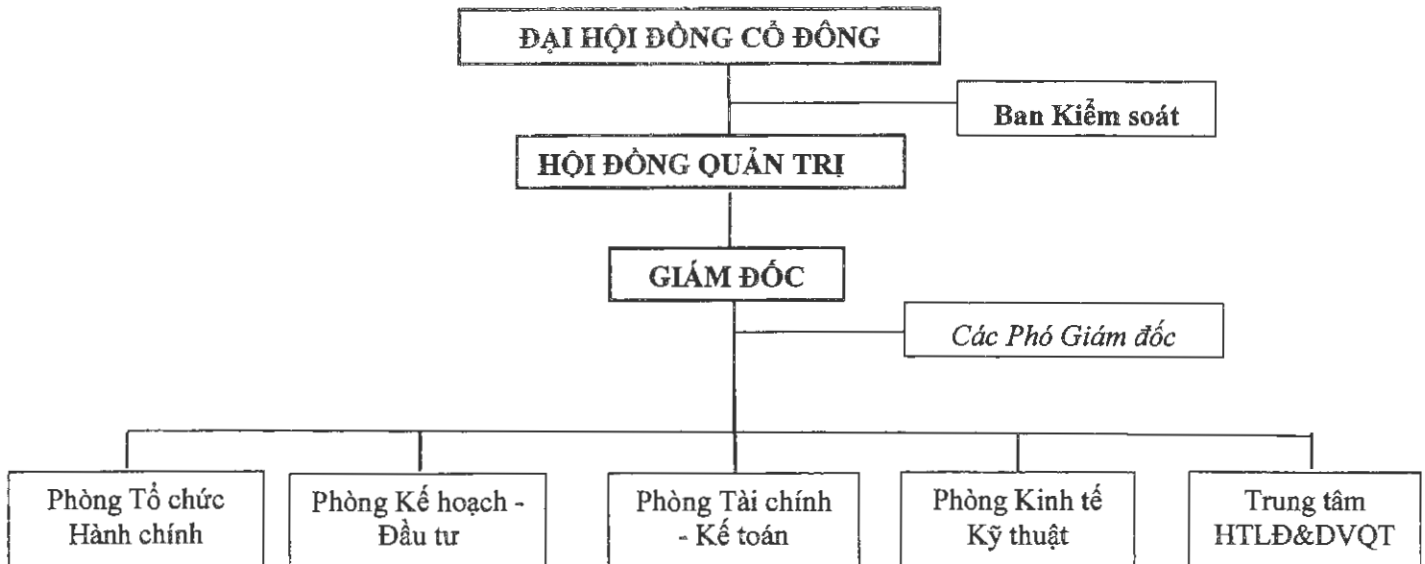 ĐẠI HỘI ĐỒNG CỔ ĐÔNG
Ban Kiểm soát
HỘI ĐỒNG QUẢN TRỊ
GIÁM ĐỐC
Các Phó Giám đốc
Phòng Tổ chức
Hành chính
Phòng Kế hoạch -
Đầu tư
Phòng Tài chính
- Kế toán
Phòng Kinh tế
Kỹ thuật
Trung tâm
HTLĐ&DVQT